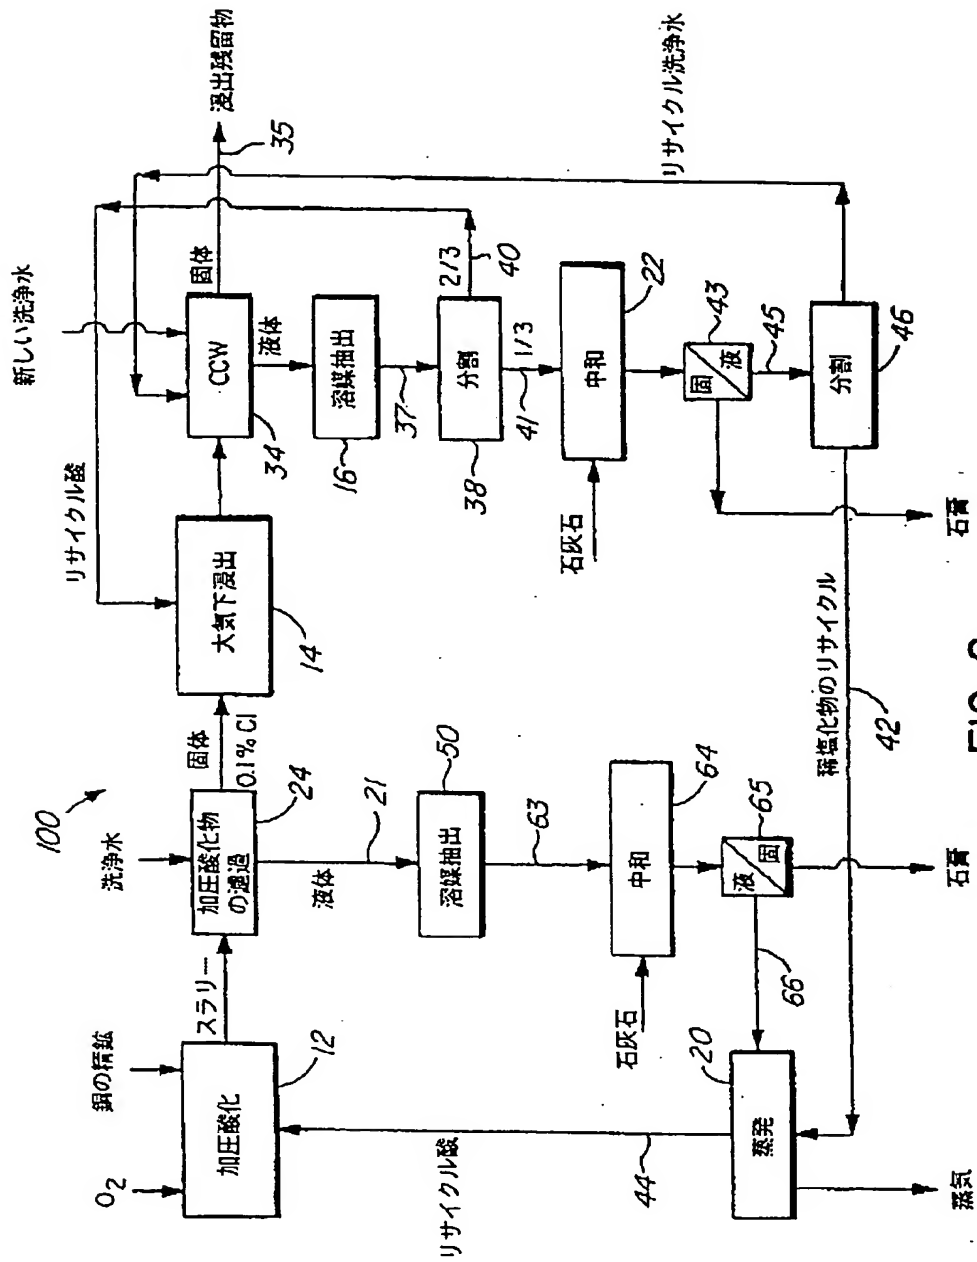 100
O2
銅の精鉱
洗浄水
新しい洗浄水
リサイクル酸
加圧酸化
12
スラリー
加圧酸化物
の濾過
24
固体
0.1% Cl
大気下浸出
14
CCW
34
固体
35
浸出残留物
液体
21
液体
溶媒抽出
50
溶媒抽出
16
63
37
分割
38
2/3
40
1/3
41
リサイクル洗浄水
石灰石
中和
64
石灰石
中和
22
液
固
65
固
液
43
66
45
リサイクル酸
44
蒸発
20
分割
46
稀塩化物のリサイクル
42
蒸気
石膏
石膏